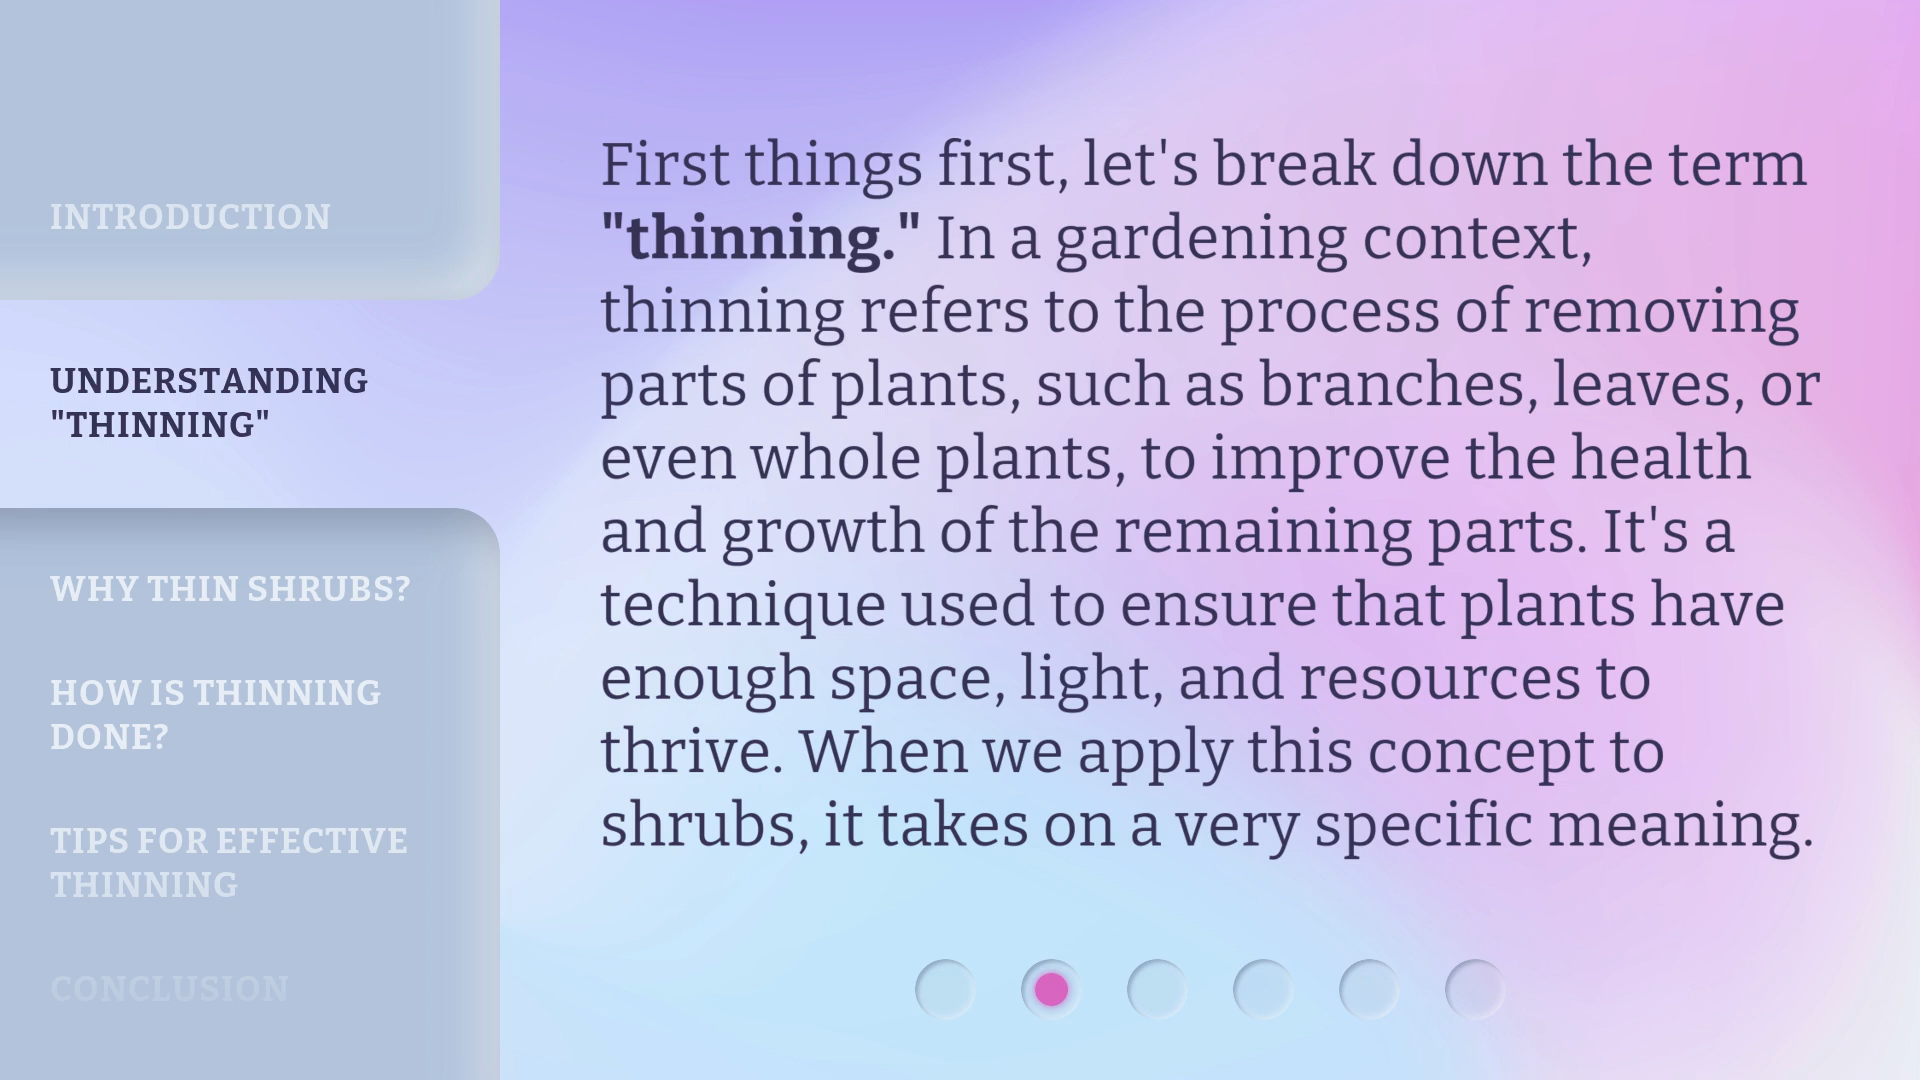 INTRODUCTION
UNDERSTANDING
"THINNING"
WHY THIN SHRUBS?
HOW IS THINNING
DONE?
TIPS FOR EFFECTIVE
THINNING
CONCLUSION
First things first, let's break down the term
"thinning." In a gardening context,
thinning refers to the process of removing
parts of plants, such as branches, leaves, or
even whole plants, to improve the health
and growth of the remaining parts. It's a
technique used to ensure that plants have
enough space, light, and resources to
thrive. When we apply this concept to
shrubs, it takes on a very specific meaning.